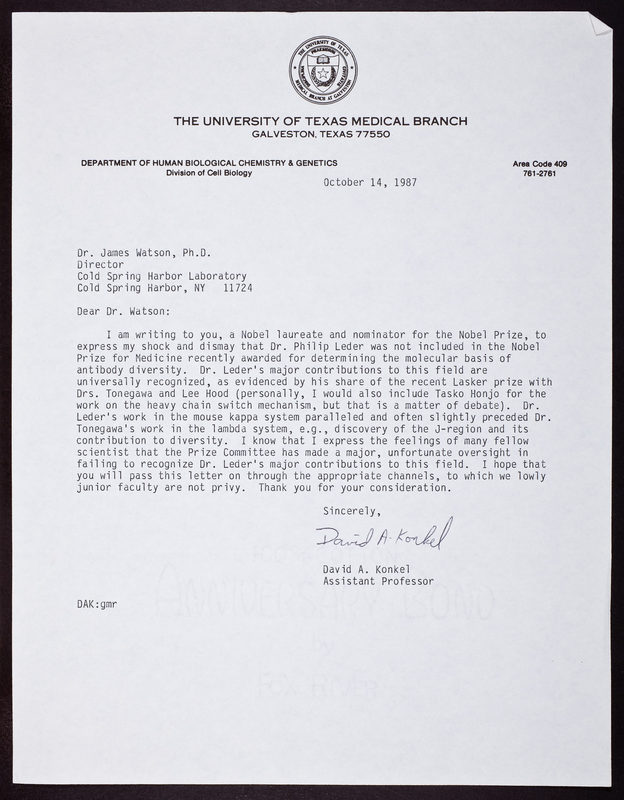 THE UNIVERSITY OF TEXAS
MEDICAL BRANCH AT GALVESTON
THE UNIVERSITY OF TEXAS MEDICAL BRANCH
GALVESTON, TEXAS 77550
DEPARTMENT OF HUMAN BIOLOGICAL CHEMISTRY & GENETICS
Division of Cell Biology
Area Code 409
761-2761
October 14, 1987
Dr. James Watson, Ph.D.
Director
Cold Spring Harbor Laboratory
Cold Spring Harbor, NY 11724
Dear Dr. Watson:
I am writing to you, a Nobel laureate and nominator for the Nobel Prize, to
express my shock and dismay that Dr. Philip Leder was not included in the Nobel
Prize for Medicine recently awarded for determining the molecular basis of
antibody diversity. Dr. Leder's major contributions to this field are
universally recognized, as evidenced by his share of the recent Lasker prize with
Drs. Tonegawa and Lee Hood (personally, I would also include Tasko Honjo for the
work on the heavy chain switch mechanism, but that is a matter of debate). Dr.
Leder's work in the mouse kappa system paralleled and often slightly preceded Dr.
Tonegawa's work in the lambda system, e.g., discovery of the J-region and its
contribution to diversity. I know that I express the feelings of many fellow
scientist that the Prize Committee has made a major, unfortunate oversight in
failing to recognize Dr. Leder's major contributions to this field. I hope that
you will pass this letter on through the appropriate channels, to which we lowly
junior faculty are not privy. Thank you for your consideration.
Sincerely,
David A. Konkel
David A. Konkel
Assistant Professor
DAK:gmr